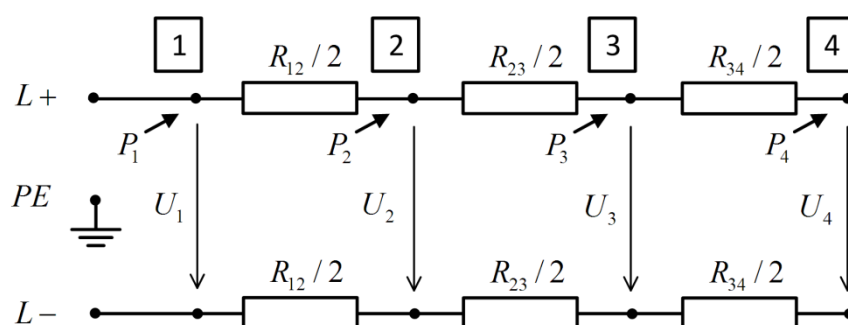 1 2 3 4
R₁₂/2 R₂₃/2 R₃₄/2
L+
P₁ P₂ P₃ P₄
PE U₁ U₂ U₃ U₄
R₁₂/2 R₂₃/2 R₃₄/2
L−